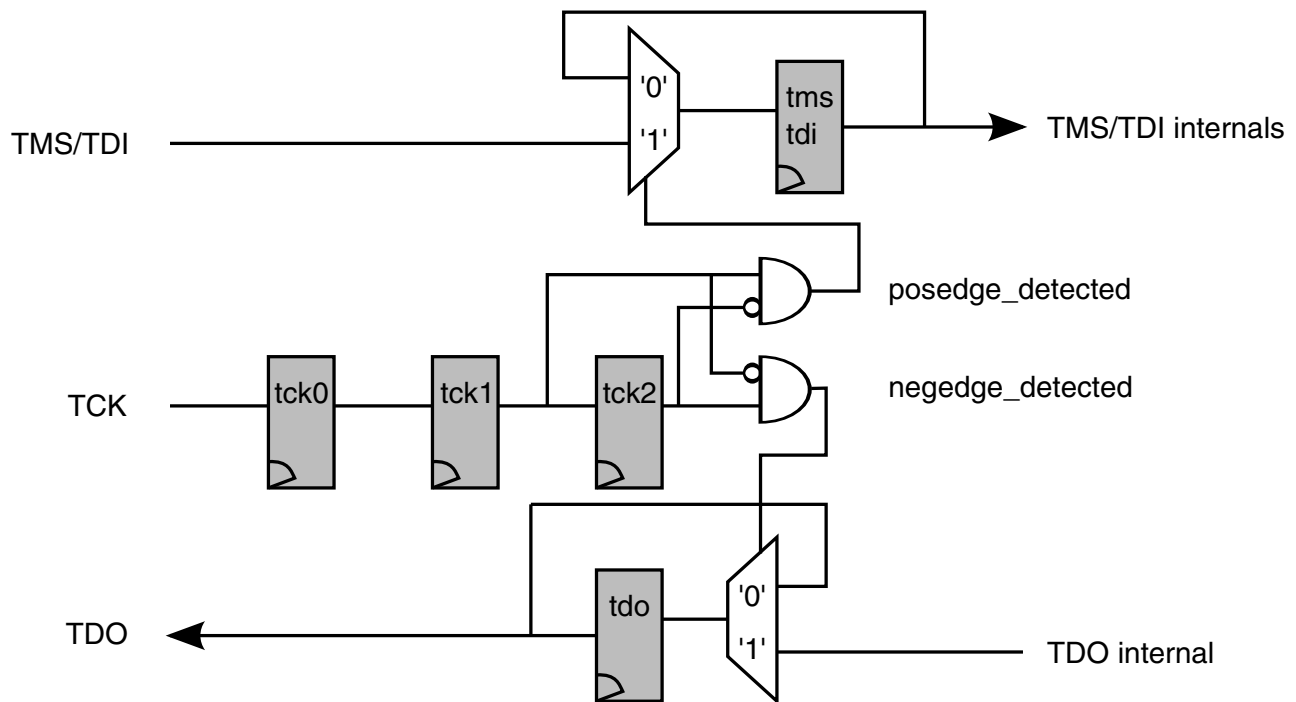 '0'
tms
tdi
TMS/TDI
'1'
TMS/TDI internals
posedge_detected
negedge_detected
TCK
tck0
tck1
tck2
TDO
tdo
'0'
'1'
TDO internal